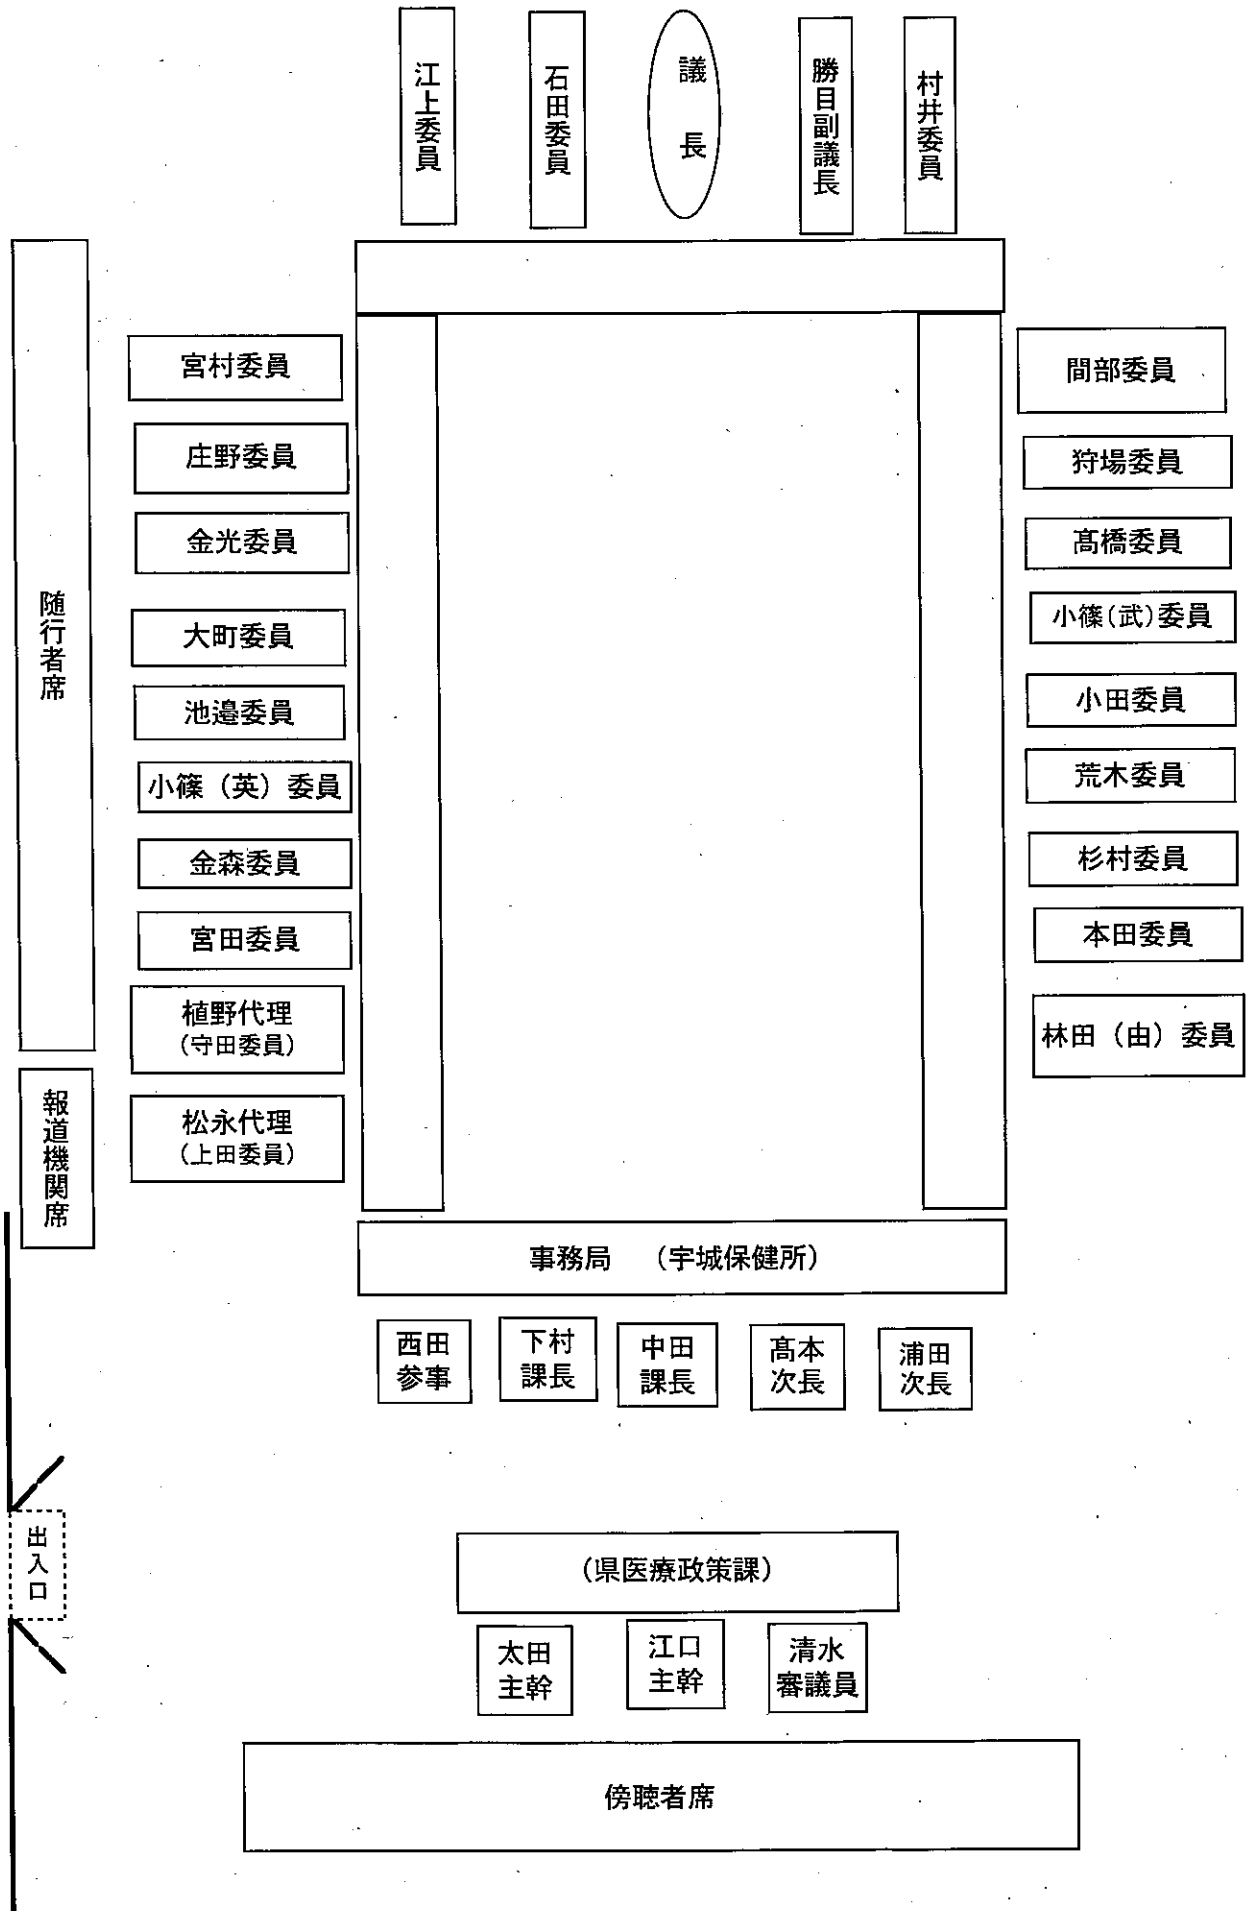 江上委員
石田委員
議長
勝目副議長
村井委員
随行者席
宮村委員
庄野委員
金光委員
大町委員
池邉委員
小篠（英）委員
金森委員
宮田委員
植野代理
（守田委員）
松永代理
（上田委員）
間部委員
狩場委員
髙橋委員
小篠（武）委員
小田委員
荒木委員
杉村委員
本田委員
林田（由）委員
報道機関席
事務局　（宇城保健所）
西田
参事
下村
課長
中田
課長
髙本
次長
浦田
次長
出入口
（県医療政策課）
太田
主幹
江口
主幹
清水
審議員
傍聴者席